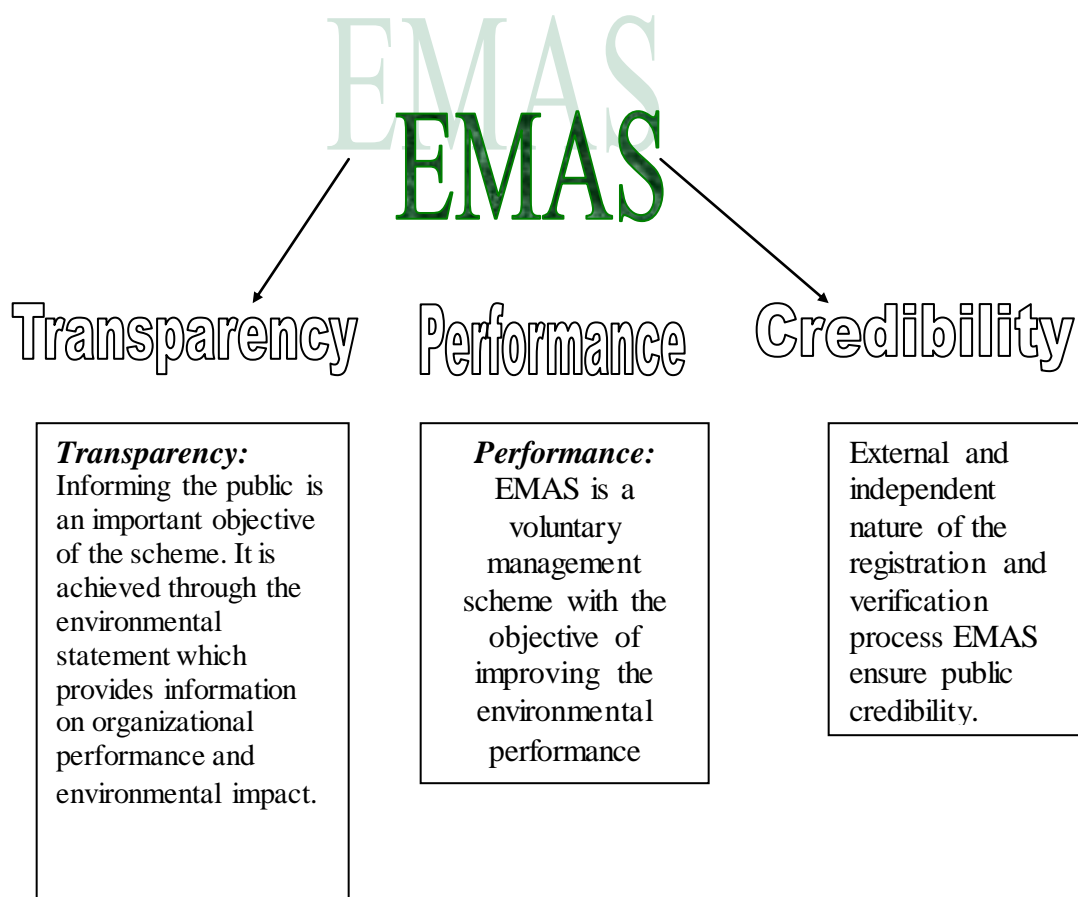 EMAS
EMAS
Transparency
Performance
Credibility
Transparency:
Informing the public is
an important objective
of the scheme. It is
achieved through the
environmental
statement which
provides information
on organizational
performance and
environmental impact.
Performance:
EMAS is a
voluntary
management
scheme with the
objective of
improving the
environmental
performance
External and
independent
nature of the
registration and
verification
process EMAS
ensure public
credibility.